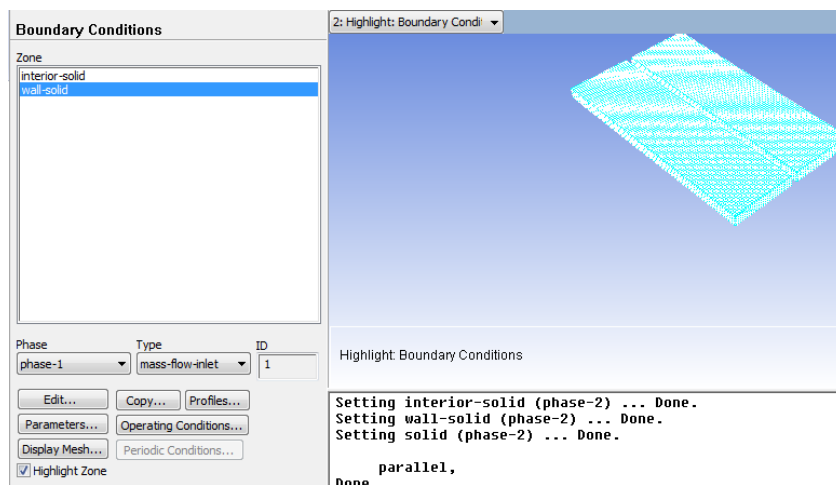 Boundary Conditions
Zone
interior-solid
wall-solid
Phase Type ID
phase-1 mass-flow-inlet 1
Edit... Copy... Profiles...
Parameters... Operating Conditions...
Display Mesh... Periodic Conditions...
Highlight Zone
2: Highlight: Boundary Condi
Highlight: Boundary Conditions
Setting interior-solid (phase-2) ... Done.
Setting wall-solid (phase-2) ... Done.
Setting solid (phase-2) ... Done.
parallel,
Done.